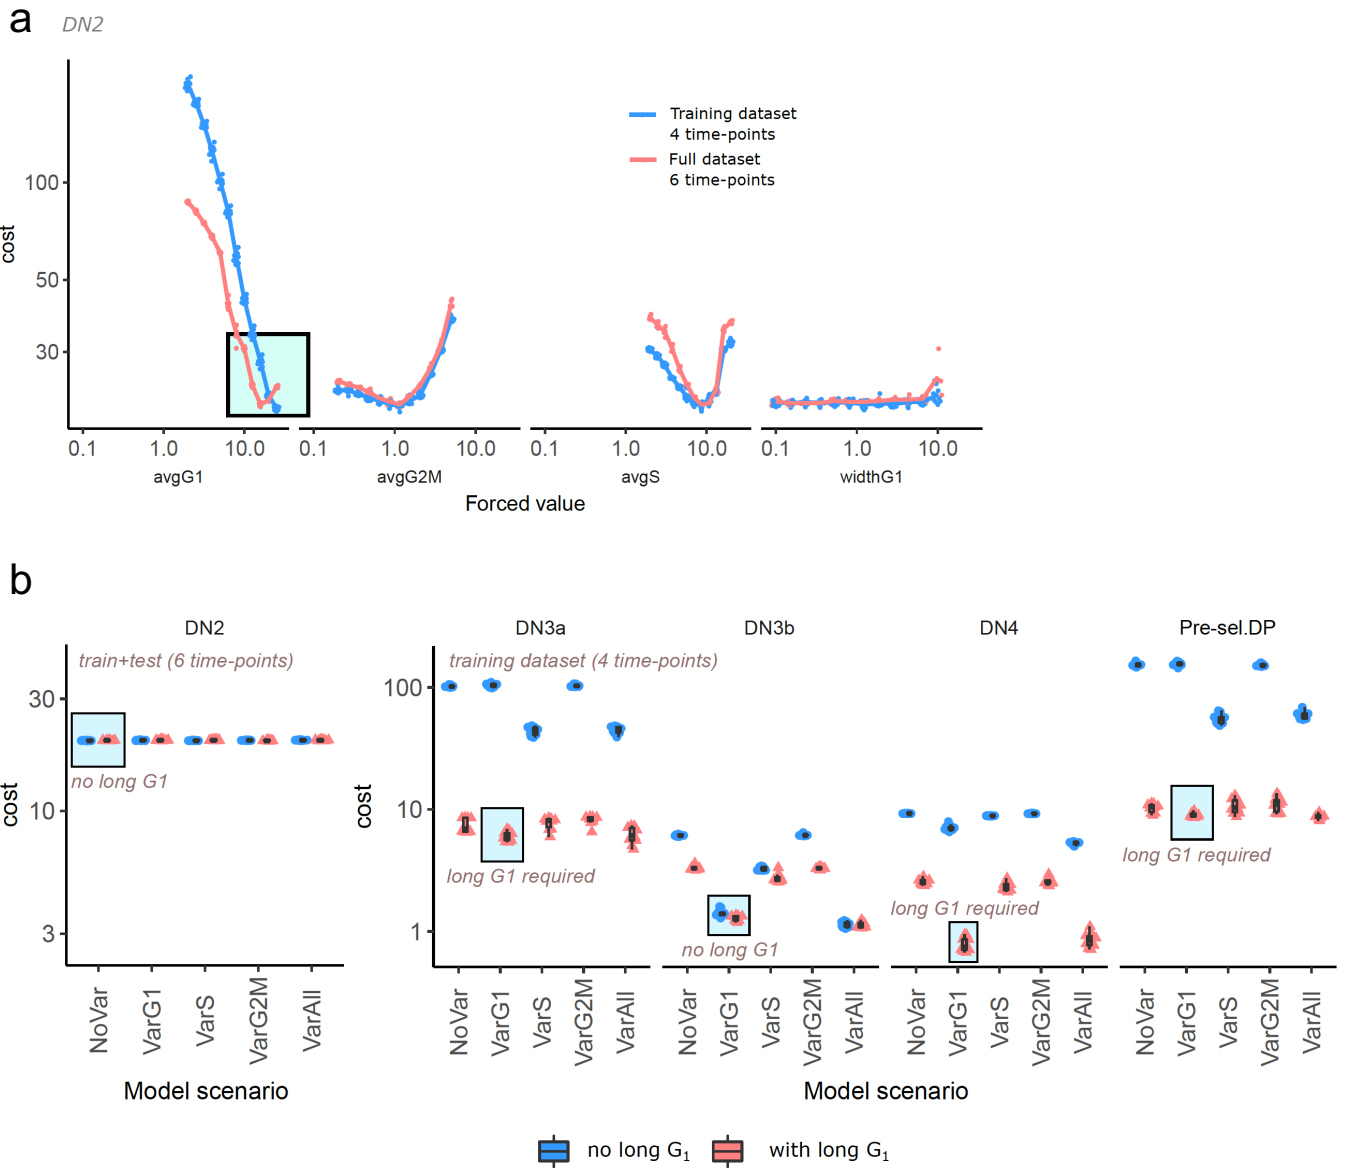 a DN2
Training dataset
4 time-points
Full dataset
6 time-points
cost
100
50
30
0.1 1.0 10.0 0.1 1.0 10.0 0.1 1.0 10.0 0.1 1.0 10.0
avgG1 avgG2M avgS widthG1
Forced value
b
DN2 DN3a DN3b DN4 Pre-sel.DP
train+test (6 time-points) training dataset (4 time-points)
cost
30
10
3
no long G1
cost
100
10
1
long G1 required
no long G1
long G1 required
long G1 required
NoVar VarG1 VarS VarG2M VarAll NoVar VarG1 VarS VarG2M VarAll NoVar VarG1 VarS VarG2M VarAll NoVar VarG1 VarS VarG2M VarAll NoVar VarG1 VarS VarG2M VarAll
Model scenario Model scenario
no long G₁ with long G₁